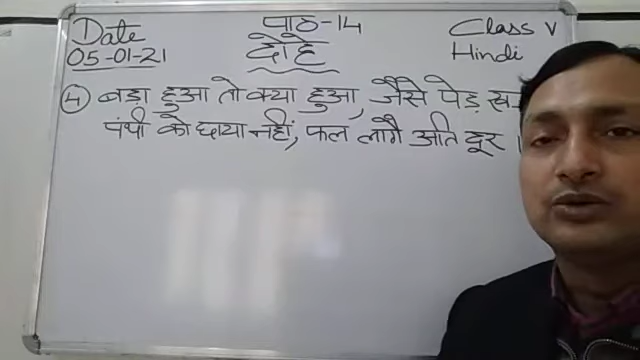 Date
05-01-21
पाठ-14
दोहे
Class V
Hindi
4 बड़ा हुआ तो क्या हुआ, जैसे पेड़
पंथी को छाया नहीं, फल लागै अति दूर ।